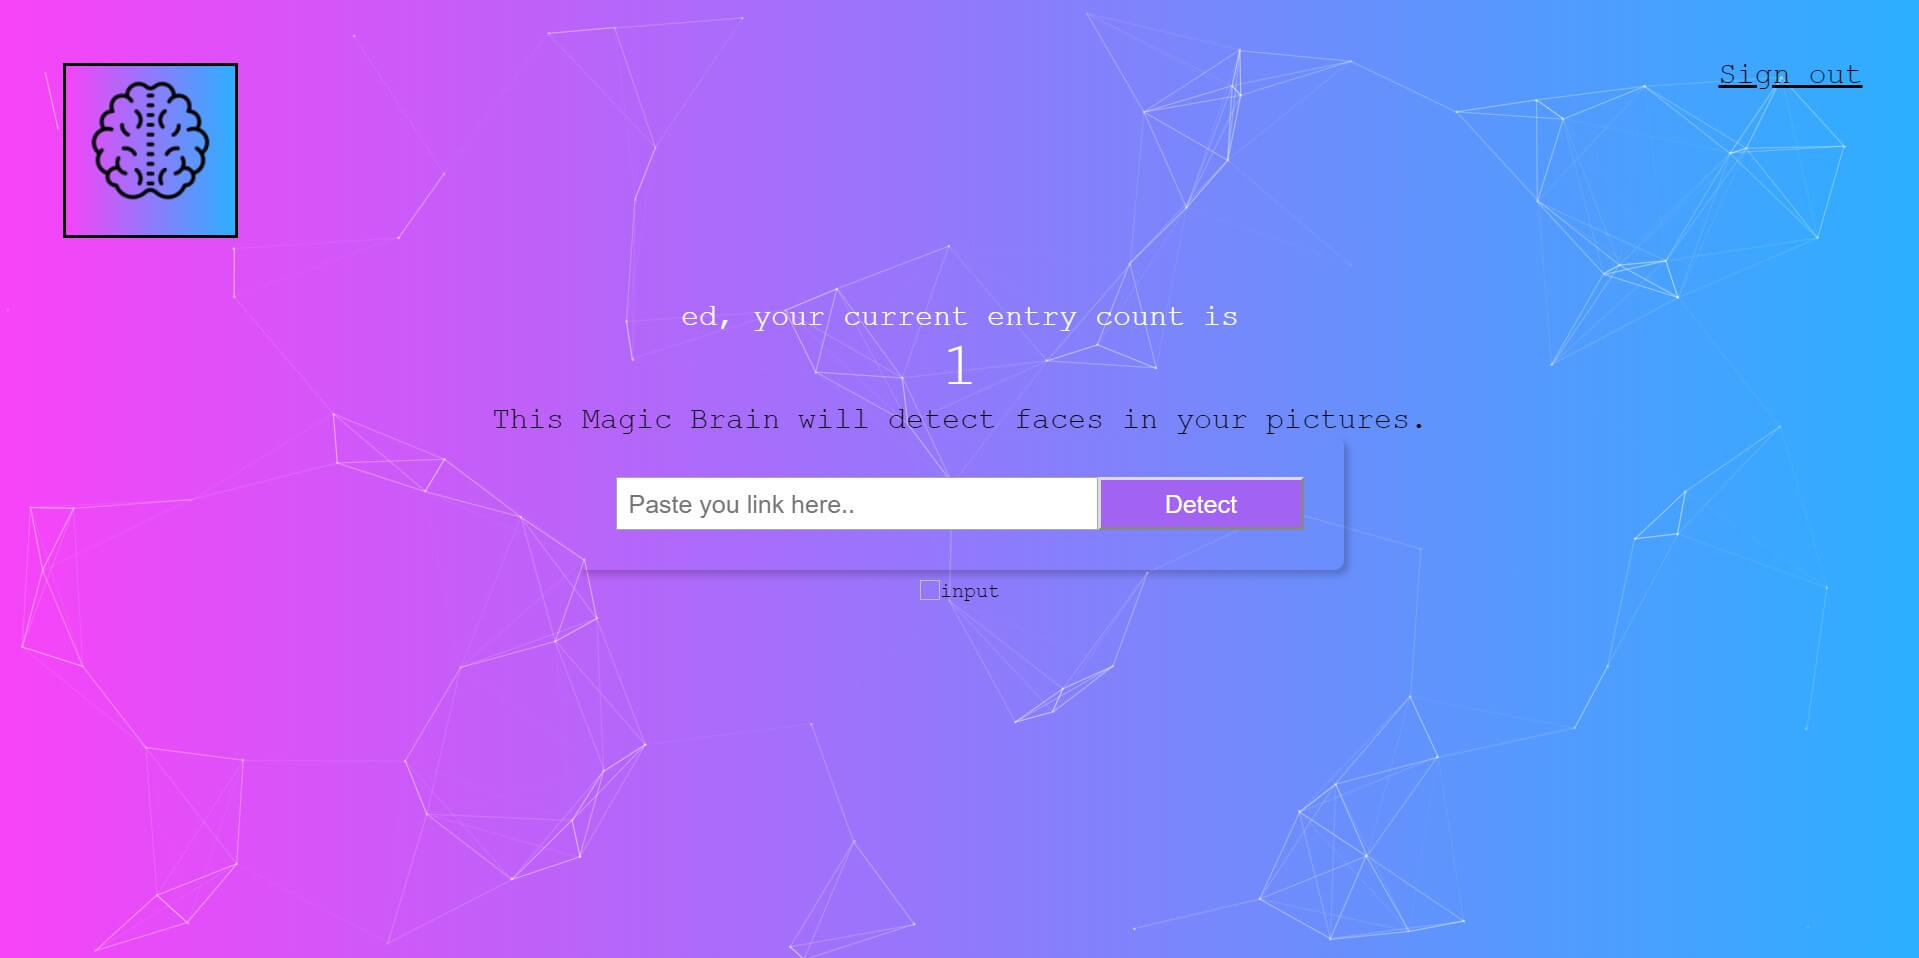 Sign out
ed, your current entry count is
1
This Magic Brain will detect faces in your pictures.
Paste you link here..
Detect
input